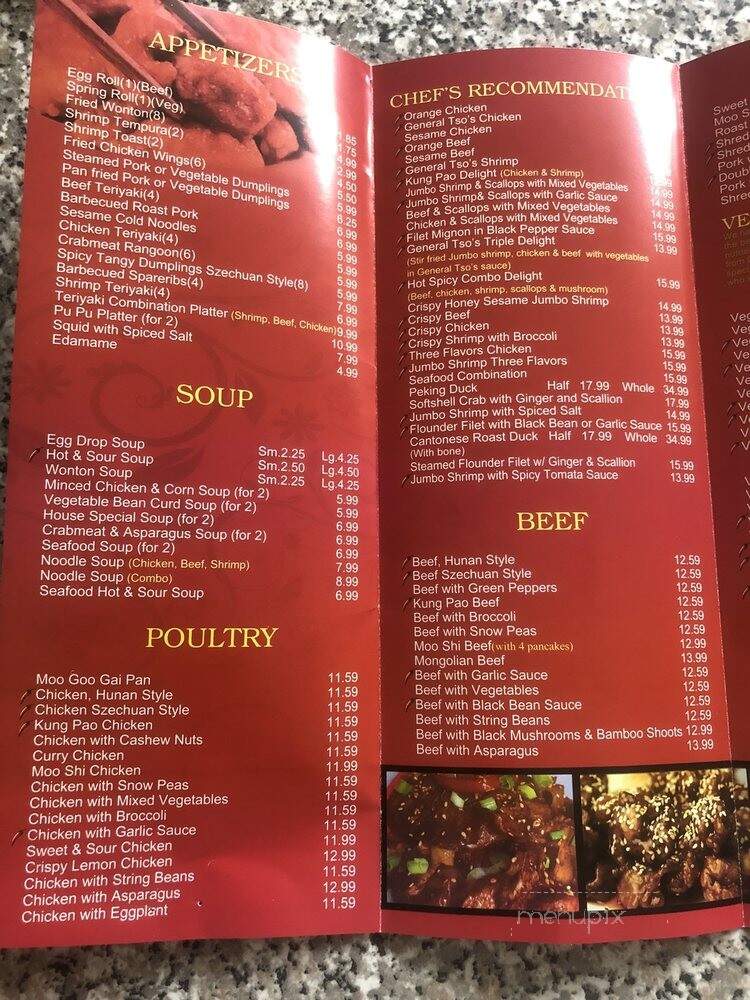 APPETIZERS
Egg Roll(1)(Beef) 1.85
Spring Roll(1)(Veg) 1.75
Fried Wonton(8) 4.99
Shrimp Tempura(2) 2.99
Shrimp Toast(2) 4.50
Fried Chicken Wings(6) 5.50
Steamed Pork or Vegetable Dumplings 5.99
Pan fried Pork or Vegetable Dumplings 5.99
Beef Teriyaki(4) 6.25
Barbecued Roast Pork 6.99
Sesame Cold Noodles 5.99
Chicken Teriyaki(4) 6.99
Crabmeat Rangoon(6) 5.99
Spicy Tangy Dumplings Szechuan Style(8) 5.99
Barbecued Spareribs(4) 7.99
Shrimp Teriyaki(4) 6.99
Teriyaki Combination Platter (Shrimp, Beef, Chicken) 9.99
Pu Pu Platter (for 2) 10.99
Squid with Spiced Salt 7.99
Edamame 4.99
SOUP
Egg Drop Soup Sm.2.25 Lg.4.25
Hot & Sour Soup Sm.2.50 Lg.4.50
Wonton Soup Sm.2.25 Lg.4.25
Minced Chicken & Corn Soup (for 2) 5.99
Vegetable Bean Curd Soup (for 2) 5.99
House Special Soup (for 2) 6.99
Crabmeat & Asparagus Soup (for 2) 6.99
Seafood Soup (for 2) 6.99
Noodle Soup (Chicken, Beef, Shrimp) 7.99
Noodle Soup (Combo) 8.99
Seafood Hot & Sour Soup 6.99
POULTRY
Moo Goo Gai Pan 11.59
Chicken, Hunan Style 11.59
Chicken Szechuan Style 11.59
Kung Pao Chicken 11.59
Chicken with Cashew Nuts 11.59
Curry Chicken 11.59
Moo Shi Chicken 11.99
Chicken with Snow Peas 11.59
Chicken with Mixed Vegetables 11.59
Chicken with Broccoli 11.59
Chicken with Garlic Sauce 11.59
Sweet & Sour Chicken 11.59
Crispy Lemon Chicken 12.99
Chicken with String Beans 11.59
Chicken with Asparagus 12.99
Chicken with Eggplant 11.59
CHEF'S RECOMMENDAT
Orange Chicken
General Tso's Chicken
Sesame Chicken
Orange Beef
Sesame Beef
General Tso's Shrimp
Kung Pao Delight (Chicken & Shrimp)
Jumbo Shrimp & Scallops with Mixed Vegetables 14.99
Jumbo Shrimp& Scallops with Garlic Sauce 14.99
Beef & Scallops with Mixed Vegetables 14.99
Chicken & Scallops with Mixed Vegetables 14.99
Filet Mignon in Black Pepper Sauce 15.99
General Tso's Triple Delight 13.99
(Stir fried Jumbo shrimp, chicken & beef with vegetables
in General Tso's sauce)
Hot Spicy Combo Delight 15.99
(Beef, chicken, shrimp, scallops & mushroom)
Crispy Honey Sesame Jumbo Shrimp 14.99
Crispy Beef 13.99
Crispy Chicken 13.99
Crispy Shrimp with Broccoli 13.99
Three Flavors Chicken 15.99
Jumbo Shrimp Three Flavors 15.99
Seafood Combination 15.99
Peking Duck Half 17.99 Whole 34.99
Softshell Crab with Ginger and Scallion 17.99
Jumbo Shrimp with Spiced Salt 14.99
Flounder Filet with Black Bean or Garlic Sauce 15.99
Cantonese Roast Duck Half 17.99 Whole 34.99
(With bone)
Steamed Flounder Filet w/ Ginger & Scallion 15.99
Jumbo Shrimp with Spicy Tomata Sauce 13.99
BEEF
Beef, Hunan Style 12.59
Beef Szechuan Style 12.59
Beef with Green Peppers 12.59
Kung Pao Beef 12.59
Beef with Broccoli 12.59
Beef with Snow Peas 12.59
Moo Shi Beef(with 4 pancakes) 12.99
Mongolian Beef 13.99
Beef with Garlic Sauce 12.59
Beef with Vegetables 12.59
Beef with Black Bean Sauce 12.59
Beef with String Beans 12.59
Beef with Black Mushrooms & Bamboo Shoots 12.99
Beef with Asparagus 13.99
Sweet
Moo S
Roast
Shred
Shred
Pork
Doub
Pork
Shre
VE
menupix